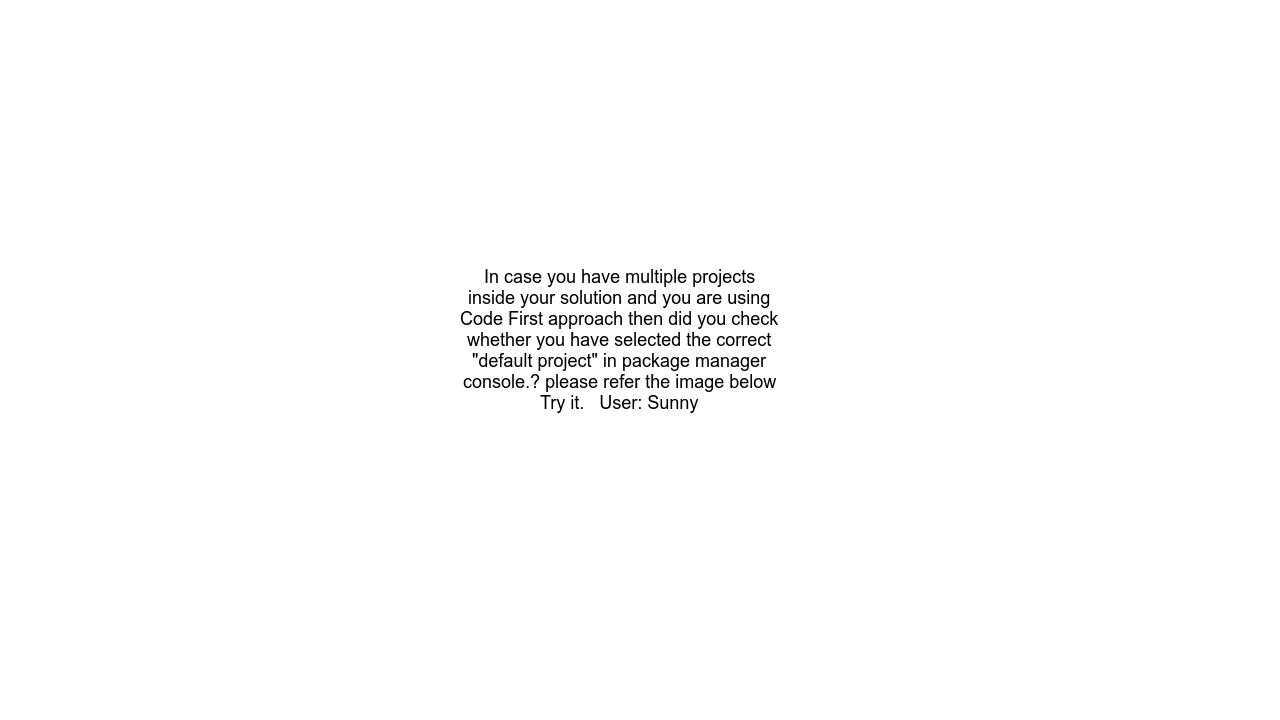 In case you have multiple projects
inside your solution and you are using
Code First approach then did you check
whether you have selected the correct
"default project" in package manager
console.? please refer the image below
Try it.   User: Sunny